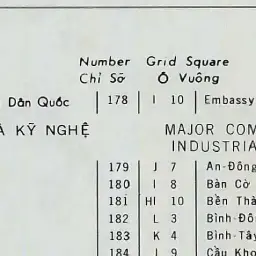 Number Grid Square
Chỉ Số Ô Vuông
Dân Quốc 178 I 10 Embassy
KỸ NGHỆ MAJOR COM
INDUSTRIA
179 J 7 An-Đông
180 I 8 Bàn Cờ
181 HI 10 Bến Thà
182 L 3 Bình-Đô
183 K 4 Bình-Tây
184 I 9 Cầu Kho